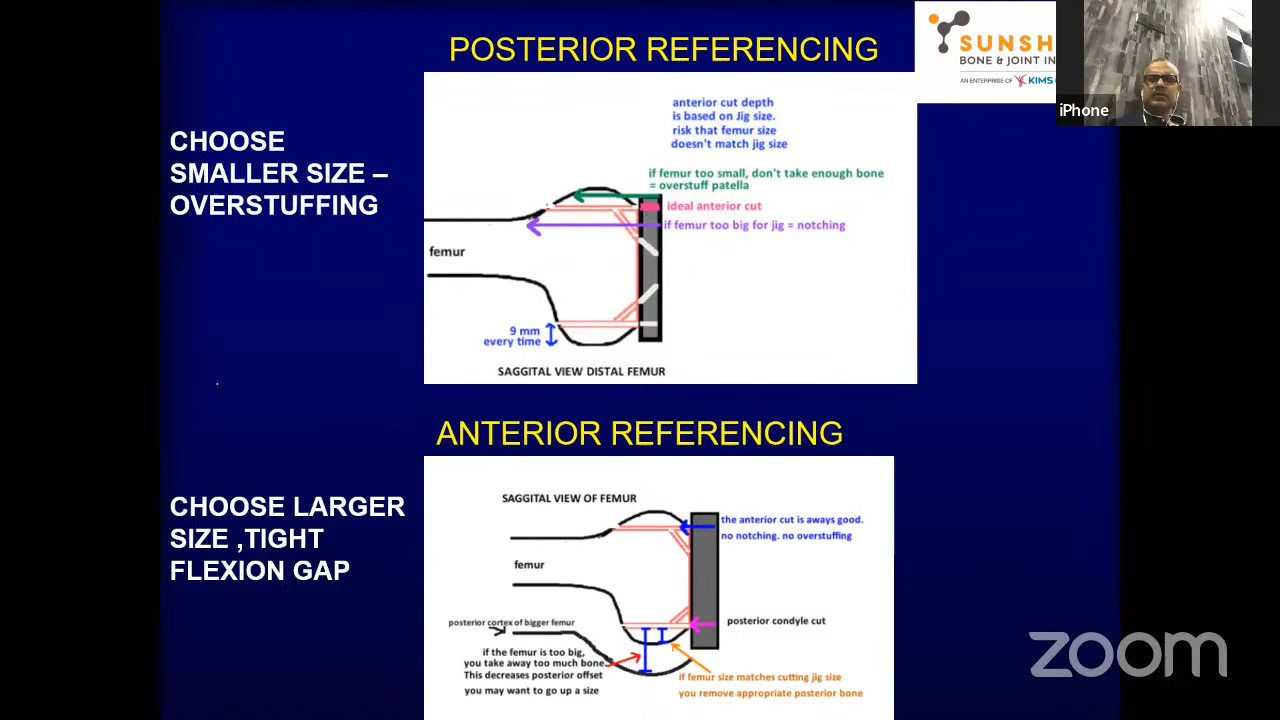 POSTERIOR REFERENCING
SUNSH
BONE & JOINT IN
AN ENTERPRISE OF KIMS
iPhone
CHOOSE
SMALLER SIZE –
OVERSTUFFING
anterior cut depth
is based on Jig size.
risk that femur size
doesn't match jig size
if femur too small, don't take enough bone
= overstuff patella
ideal anterior cut
if femur too big for jig = notching
femur
9 mm
every time
SAGGITAL VIEW DISTAL FEMUR
ANTERIOR REFERENCING
CHOOSE LARGER
SIZE ,TIGHT
FLEXION GAP
SAGGITAL VIEW OF FEMUR
the anterior cut is aways good.
no notching. no overstuffing
femur
posterior cortex of bigger femur
posterior condyle cut
if the femur is too big,
you take away too much bone.
This decreases posterior offset
you may want to go up a size
if femur size matches cutting jig size
you remove appropriate posterior bone
zoom